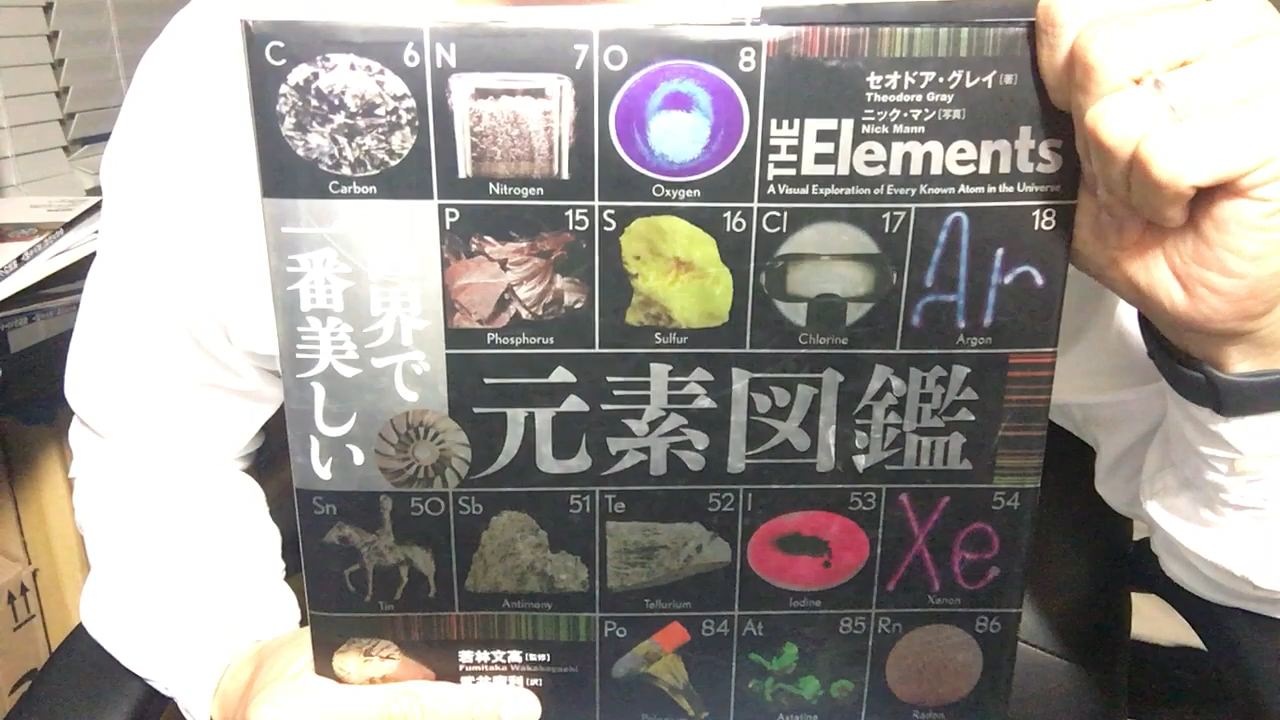 C 6
Carbon
N 7
Nitrogen
O 8
Oxygen
セオドア・グレイ[著]
Theodore Gray
ニック・マン[写真]
Nick Mann
THE Elements
A Visual Exploration of Every Known Atom in the Universe
界で
一番美しい
P 15
Phosphorus
S 16
Sulfur
Cl 17
Chlorine
Ar 18
Argon
元素図鑑
Sn 50
Tin
Sb 51
Antimony
Te 52
Tellurium
I 53
Iodine
Xe 54
Xenon
若林文高[監修]
Fumitaka Wakabayashi
Po 84
At 85
Astatine
Rn 86
Radon